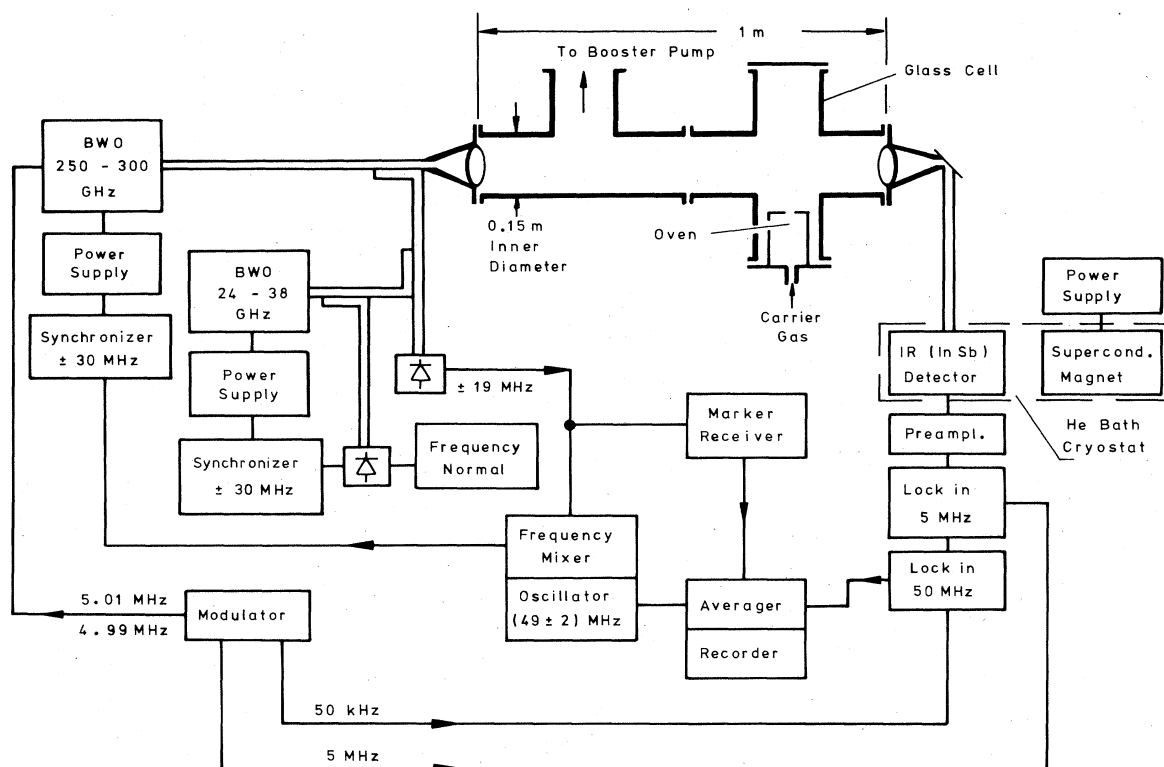 1 m
To Booster Pump
Glass Cell
BWO
250 - 300
GHz
0.15 m
Inner
Diameter
Oven
Power
Supply
BWO
24 - 38
GHz
Carrier
Gas
Power
Supply
Synchronizer
± 30 MHz
IR (In Sb)
Detector
Supercond.
Magnet
Power
Supply
± 19 MHz
Marker
Receiver
He Bath
Cryostat
Preampl.
Synchronizer
± 30 MHz
Frequency
Normal
Lock in
5 MHz
Frequency
Mixer
Lock in
50 MHz
5.01 MHz
4.99 MHz
Modulator
Oscillator
(49 ± 2) MHz
Averager
Recorder
50 kHz
5 MHz